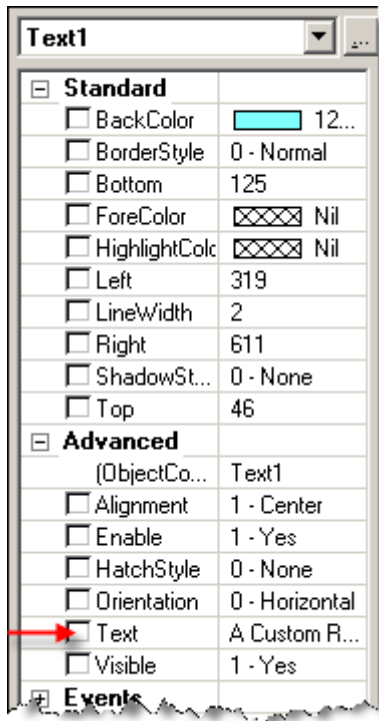 Text1 ...
Standard
BackColor 12...
BorderStyle 0 - Normal
Bottom 125
ForeColor Nil
HighlightColc Nil
Left 319
LineWidth 2
Right 611
ShadowSt... 0 - None
Top 46
Advanced
(ObjectCo... Text1
Alignment 1 - Center
Enable 1 - Yes
HatchStyle 0 - None
Orientation 0 - Horizontal
Text A Custom R...
Visible 1 - Yes
Events